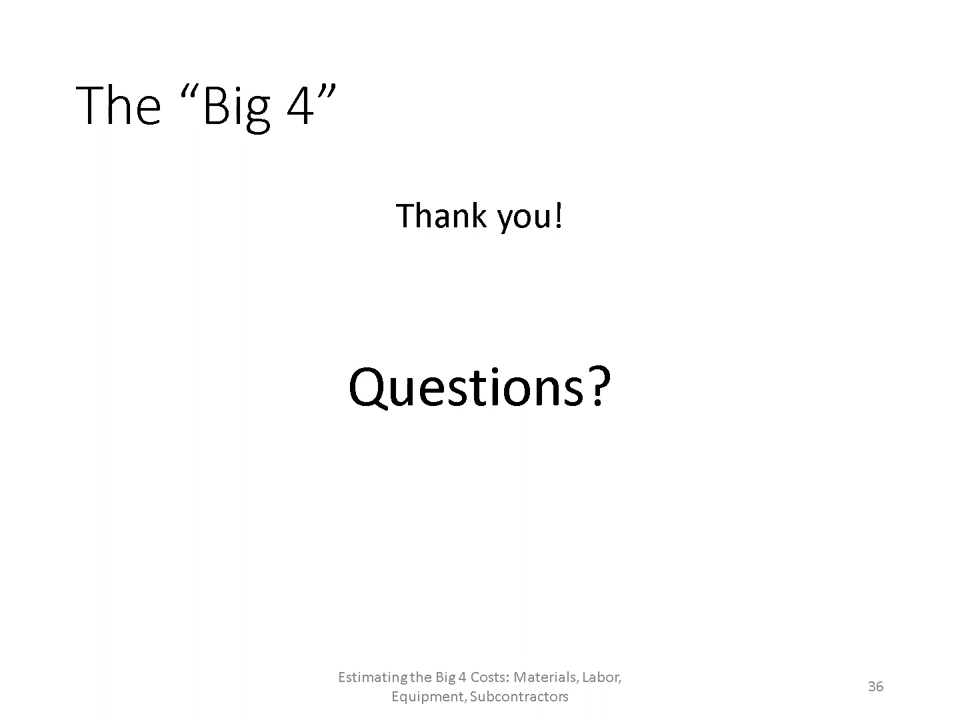 The “Big 4”
Thank you!
Questions?
Estimating the Big 4 Costs: Materials, Labor,
Equipment, Subcontractors
36